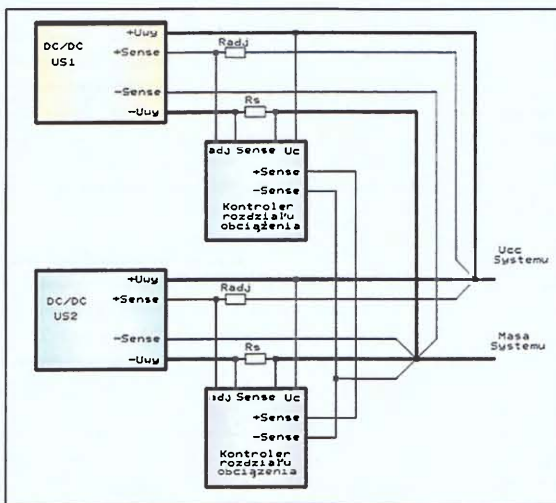 DC/DC
US1
+Uwy
+Sense
-Sense
-Uwy
Radj
Rs
adj Sense Uc
+Sense
-Sense
Kontroler
rozdziału
obciążenia
Ucc
Systemu
DC/DC
US2
+Uwy
+Sense
-Sense
-Uwy
Radj
Rs
Masa
Systemu
adj Sense Uc
+Sense
-Sense
Kontroler
rozdziału
obciążenia